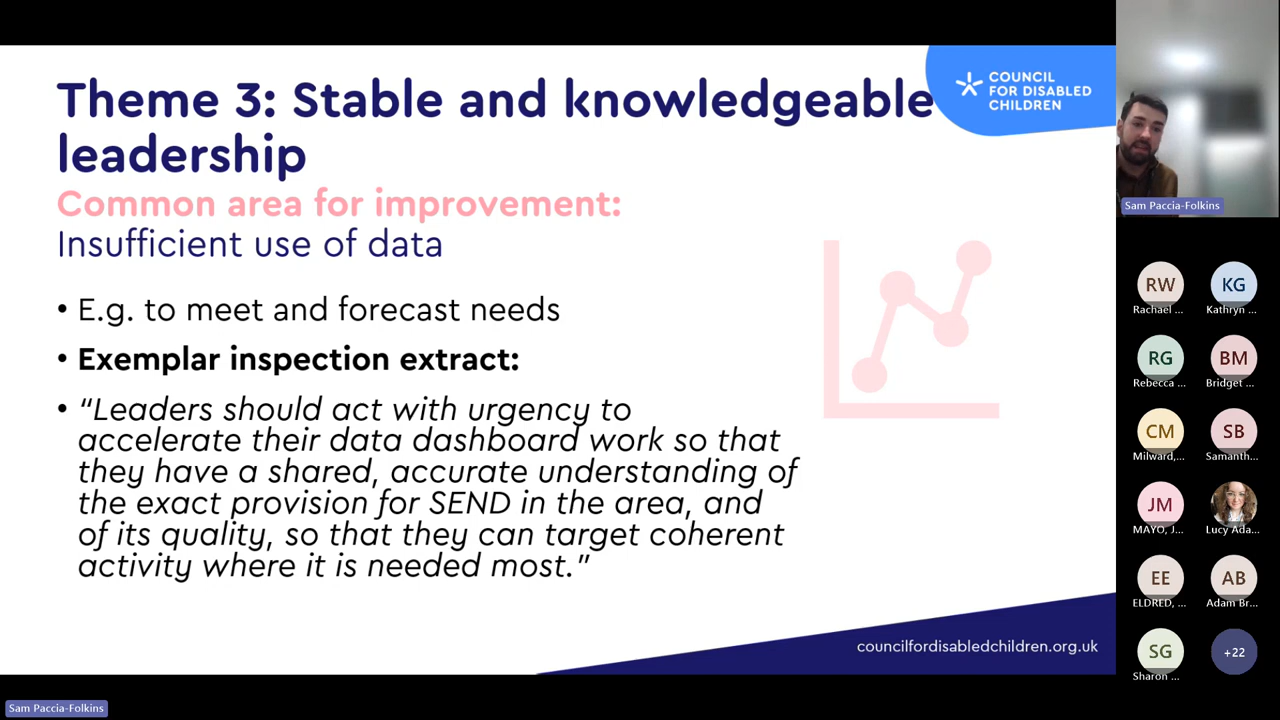 Theme 3: Stable and knowledgeable
leadership
Common area for improvement:
Insufficient use of data
• E.g. to meet and forecast needs
• Exemplar inspection extract:
• “Leaders should act with urgency to
accelerate their data dashboard work so that
they have a shared, accurate understanding of
the exact provision for SEND in the area, and
of its quality, so that they can target coherent
activity where it is needed most.”
COUNCIL
FOR DISABLED
CHILDREN
councilfordisabledchildren.org.uk
Sam Paccia-Folkins
RW
Rachael ...
KG
Kathryn ...
RG
Rebecca ...
BM
Bridget ...
CM
Milward,...
SB
Samanth...
JM
MAYO, J...
Lucy Ada...
EE
ELDRED, ...
AB
Adam Br...
SG
Sharon ...
+22
Sam Paccia-Folkins